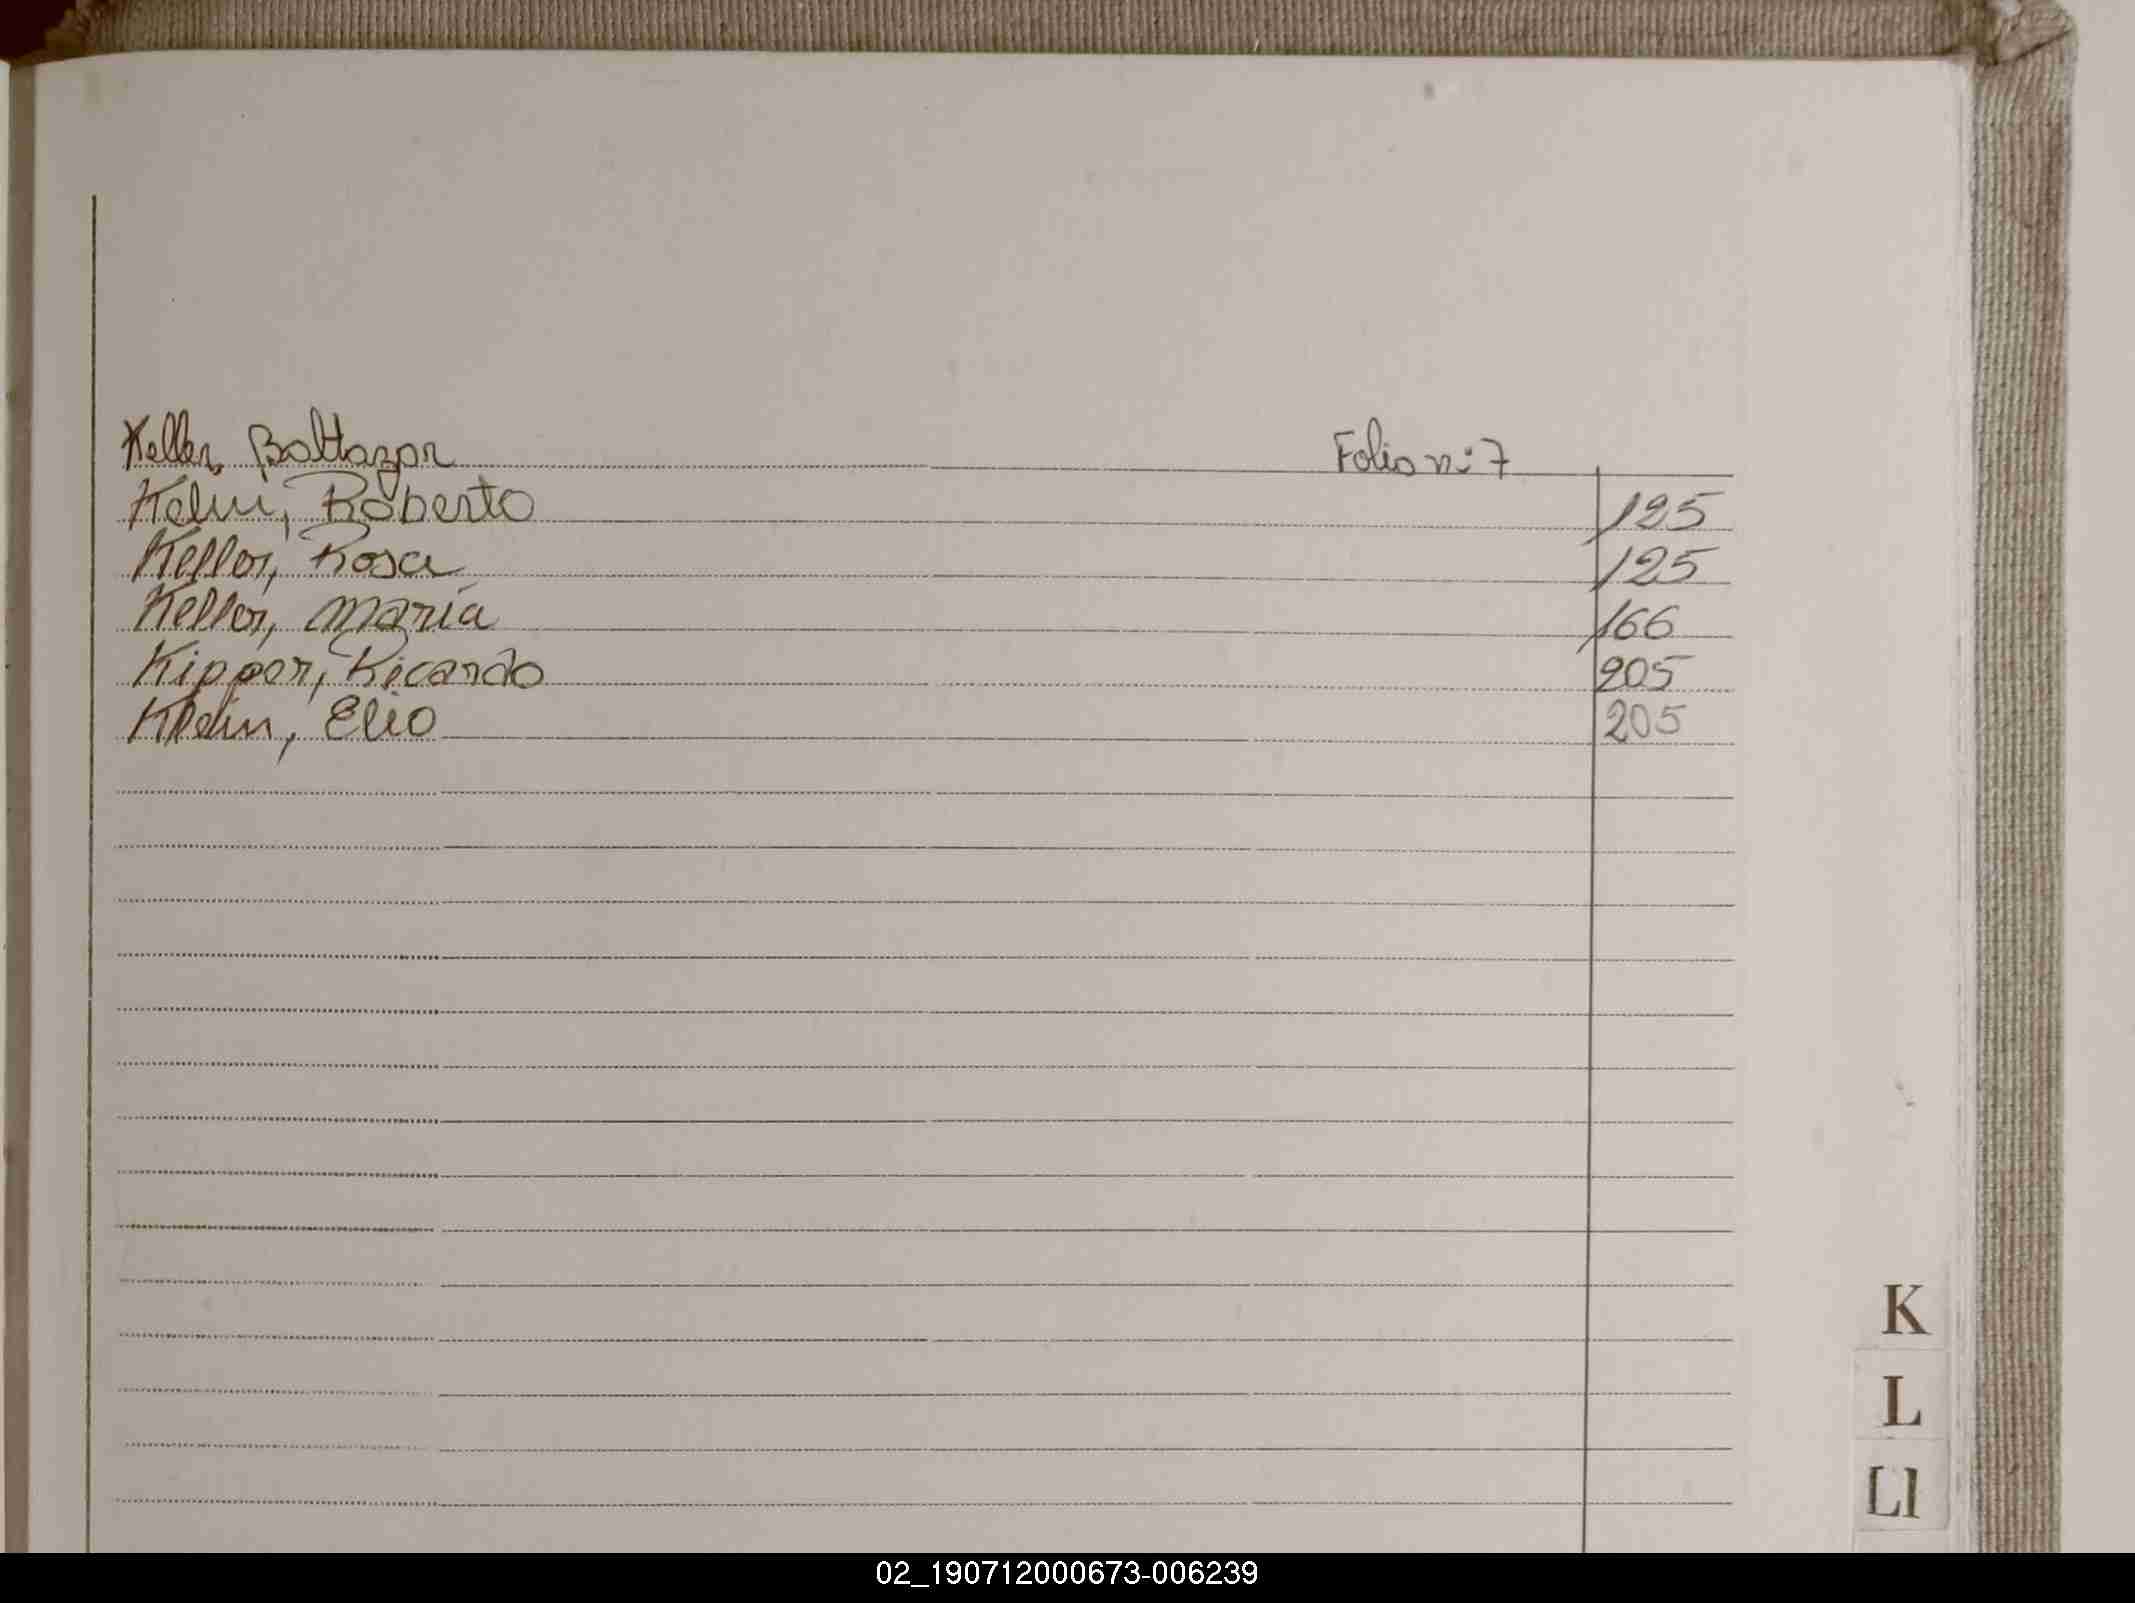 Keller, Baltazar Folio nº 7
Kelm, Roberto 125
Keller, Rosa 125
Keller, María 166
Kipper, Ricardo 205
Klein, Elio 205
K
L
Ll
02_190712000673-006239